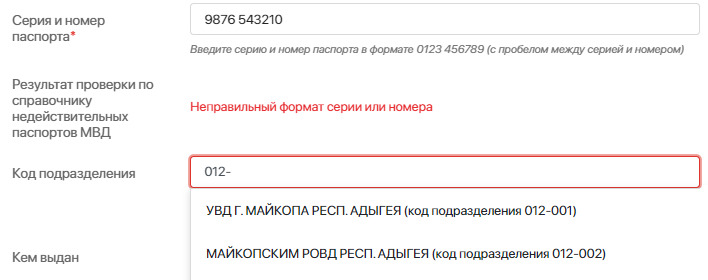 Серия и номер
паспорта*
9876 543210
Введите серию и номер паспорта в формате 0123 456789 (с пробелом между серией и номером)
Результат проверки по
справочнику
недействительных
паспортов МВД
Неправильный формат серии или номера
Код подразделения
012-
УВД Г. МАЙКОПА РЕСП. АДЫГЕЯ (код подразделения 012-001)
МАЙКОПСКИМ РОВД РЕСП. АДЫГЕЯ (код подразделения 012-002)
Кем выдан